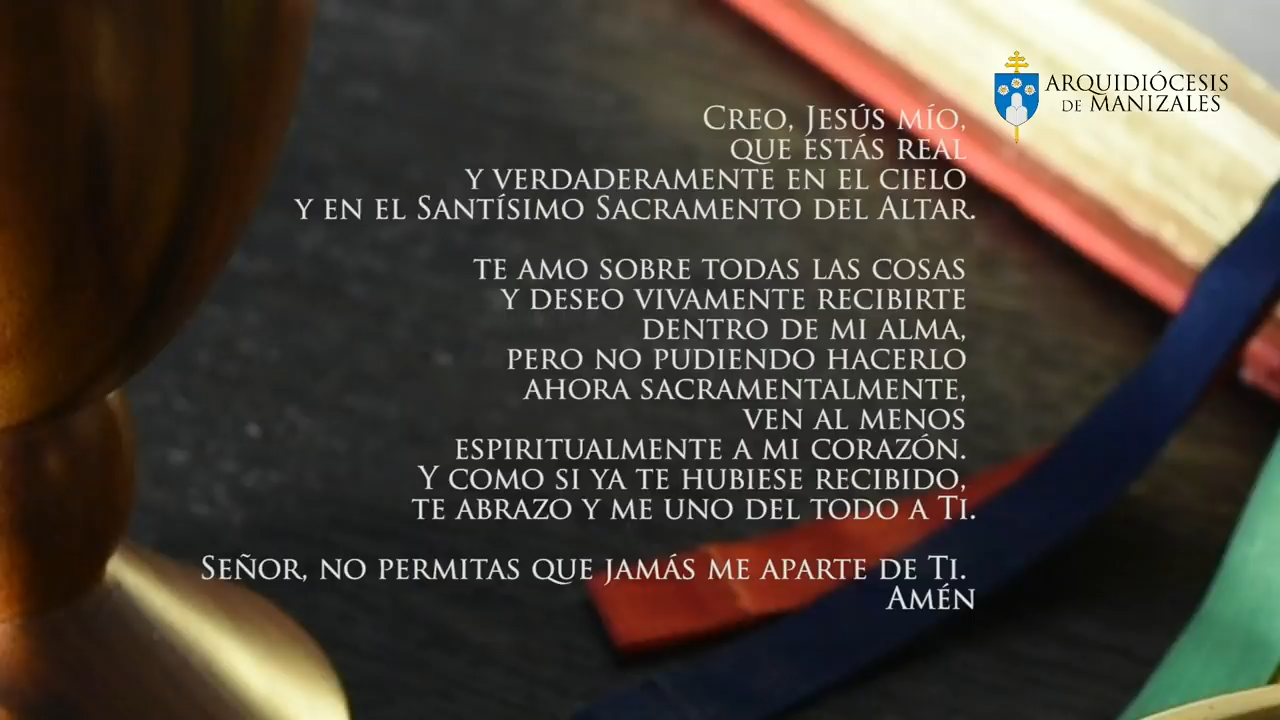 ARQUIDIÓCESIS
DE MANIZALES
CREO, JESÚS MÍO,
QUE ESTÁS REAL
Y VERDADERAMENTE EN EL CIELO
Y EN EL SANTÍSIMO SACRAMENTO DEL ALTAR.
TE AMO SOBRE TODAS LAS COSAS
Y DESEO VIVAMENTE RECIBIRTE
DENTRO DE MI ALMA,
PERO NO PUDIENDO HACERLO
AHORA SACRAMENTALMENTE,
VEN AL MENOS
ESPIRITUALMENTE A MI CORAZÓN.
Y COMO SI YA TE HUBIESE RECIBIDO,
TE ABRAZO Y ME UNO DEL TODO A TI.
SEÑOR, NO PERMITAS QUE JAMÁS ME APARTE DE TI.
AMÉN